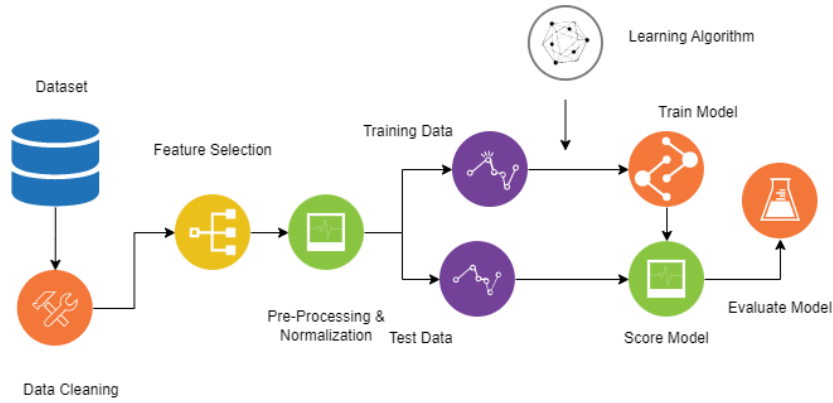 Learning Algorithm
Dataset
Train Model
Training Data
Feature Selection
Pre-Processing &
Normalization
Test Data
Score Model
Evaluate Model
Data Cleaning